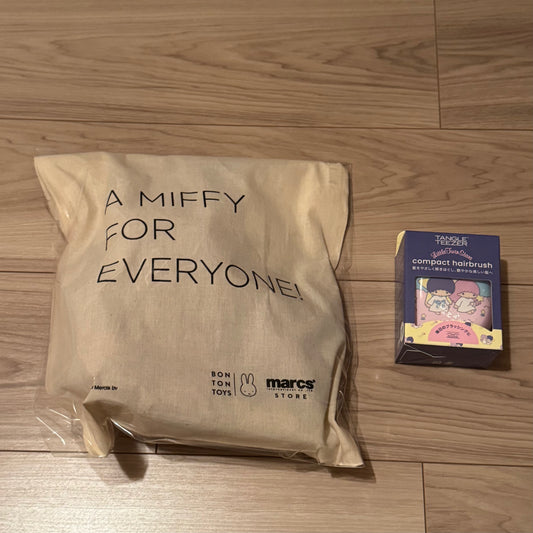 A MIFFY
FOR
EVERYONE!
BON
TON
TOYS
marcs
STORE
TANGLE
TEEZER
Little Twin Stars
compact hairbrush